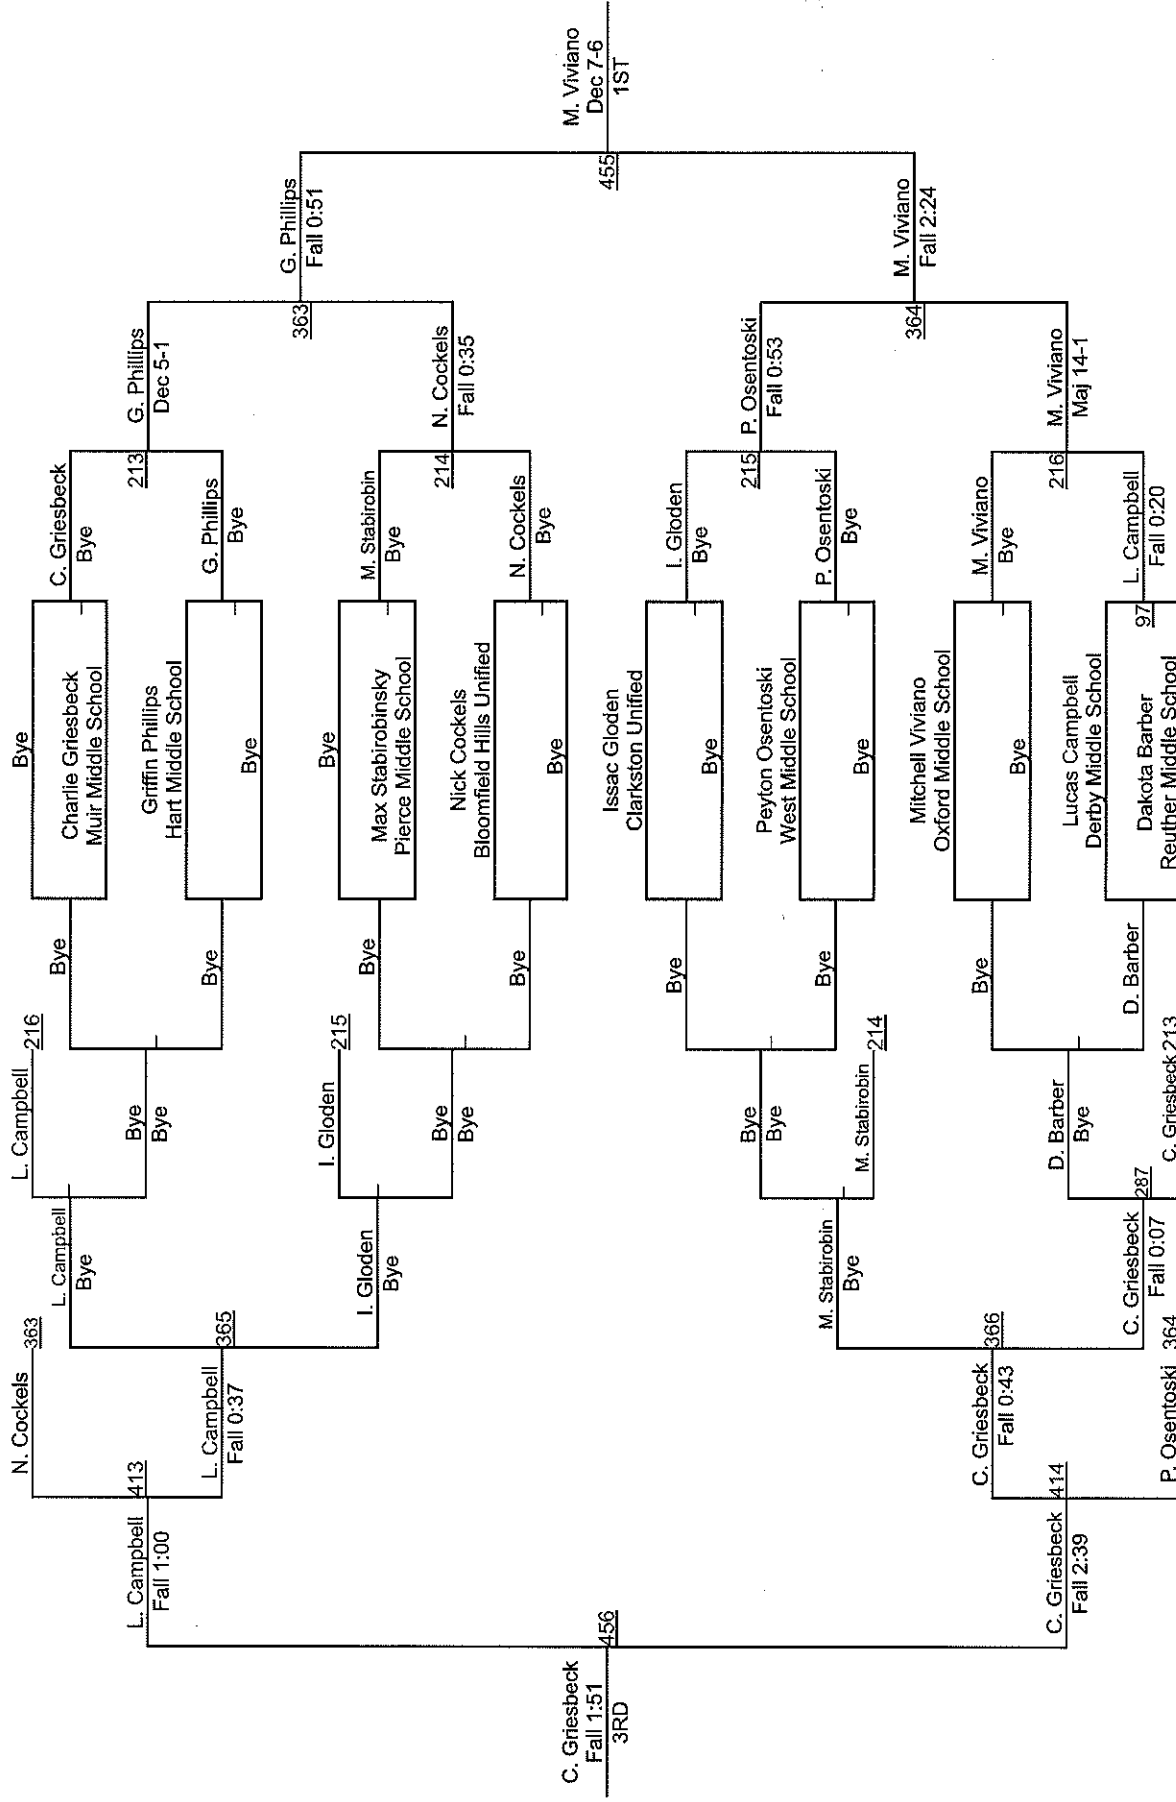 Bye
Charlie Griesbeck
Muir Middle School
C. Griesbeck
Bye
Griffin Phillips
Hart Middle School
Bye
G. Phillips
Bye
213
G. Phillips
Dec 5-1
Bye
Max Stabirobinsky
Pierce Middle School
M. Stabirobin
Bye
Nick Cockels
Bloomfield Hills Unified
Bye
N. Cockels
Bye
214
N. Cockels
Fall 0:35
363
G. Phillips
Fall 0:51
Issac Gloden
Clarkston Unified
Bye
I. Gloden
Bye
Peyton Osentoski
West Middle School
Bye
P. Osentoski
Bye
215
P. Osentoski
Fall 0:53
Mitchell Viviano
Oxford Middle School
Bye
M. Viviano
Bye
Lucas Campbell
Derby Middle School
Dakota Barber
Reuther Middle School
97
L. Campbell
Fall 0:20
216
M. Viviano
Maj 14-1
364
M. Viviano
Fall 2:24
455
M. Viviano
Dec 7-6
1ST
Bye
Bye
L. Campbell
216
Bye
Bye
L. Campbell
Bye
Bye
Bye
I. Gloden
215
Bye
Bye
I. Gloden
Bye
N. Cockels
363
365
L. Campbell
Fall 0:37
413
L. Campbell
Fall 1:00
Bye
Bye
Bye
Bye
M. Stabirobin
214
M. Stabirobin
Bye
Bye
D. Barber
D. Barber
Bye
C. Griesbeck
213
287
C. Griesbeck
Fall 0:07
366
C. Griesbeck
Fall 0:43
P. Osentoski
364
414
C. Griesbeck
Fall 2:39
456
C. Griesbeck
Fall 1:51
3RD